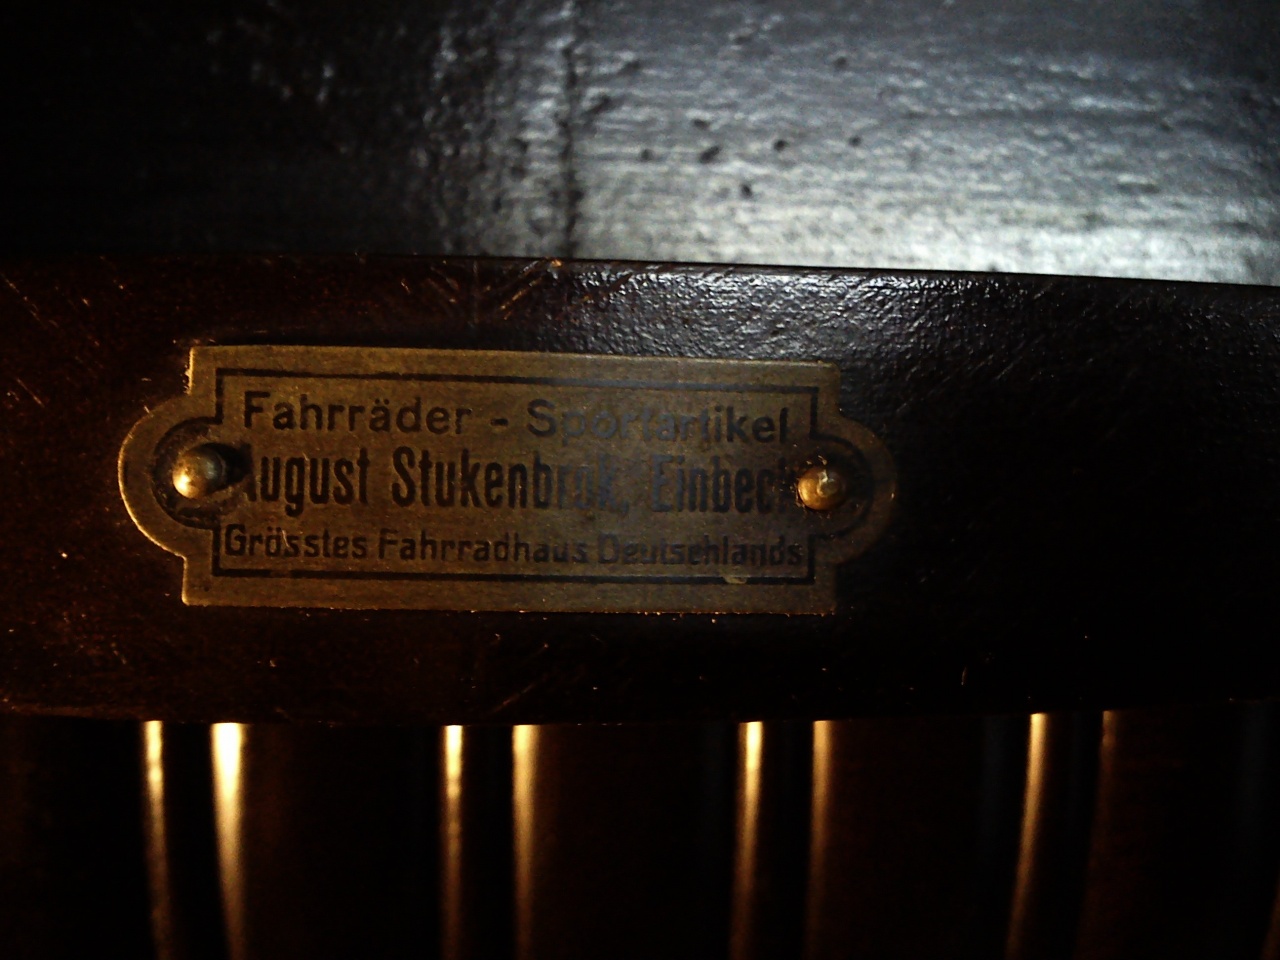 Fahrräder - Sportartikel
August Stukenbrok, Einbeck
Grösstes Fahrradhaus Deutschlands